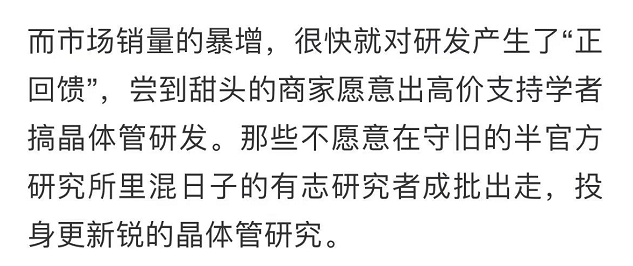 而市场销量的暴增，很快就对研发产生了“正
回馈”，尝到甜头的商家愿意出高价支持学者
搞晶体管研发。那些不愿意在守旧的半官方
研究所里混日子的有志研究者成批出走，投
身更新锐的晶体管研究。